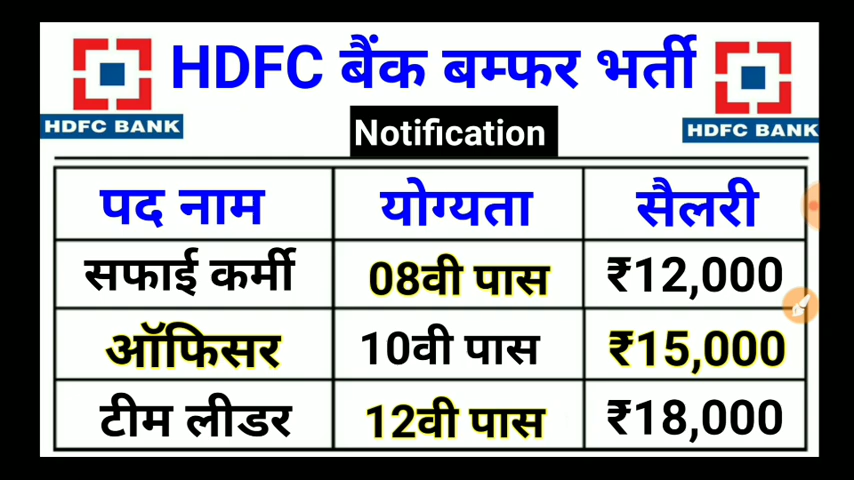 HDFC बैंक बम्फर भर्ती
HDFC BANK
HDFC BANK
Notification
पद नाम योग्यता सैलरी
सफाई कर्मी 08वी पास ₹12,000
ऑफिसर 10वी पास ₹15,000
टीम लीडर 12वी पास ₹18,000